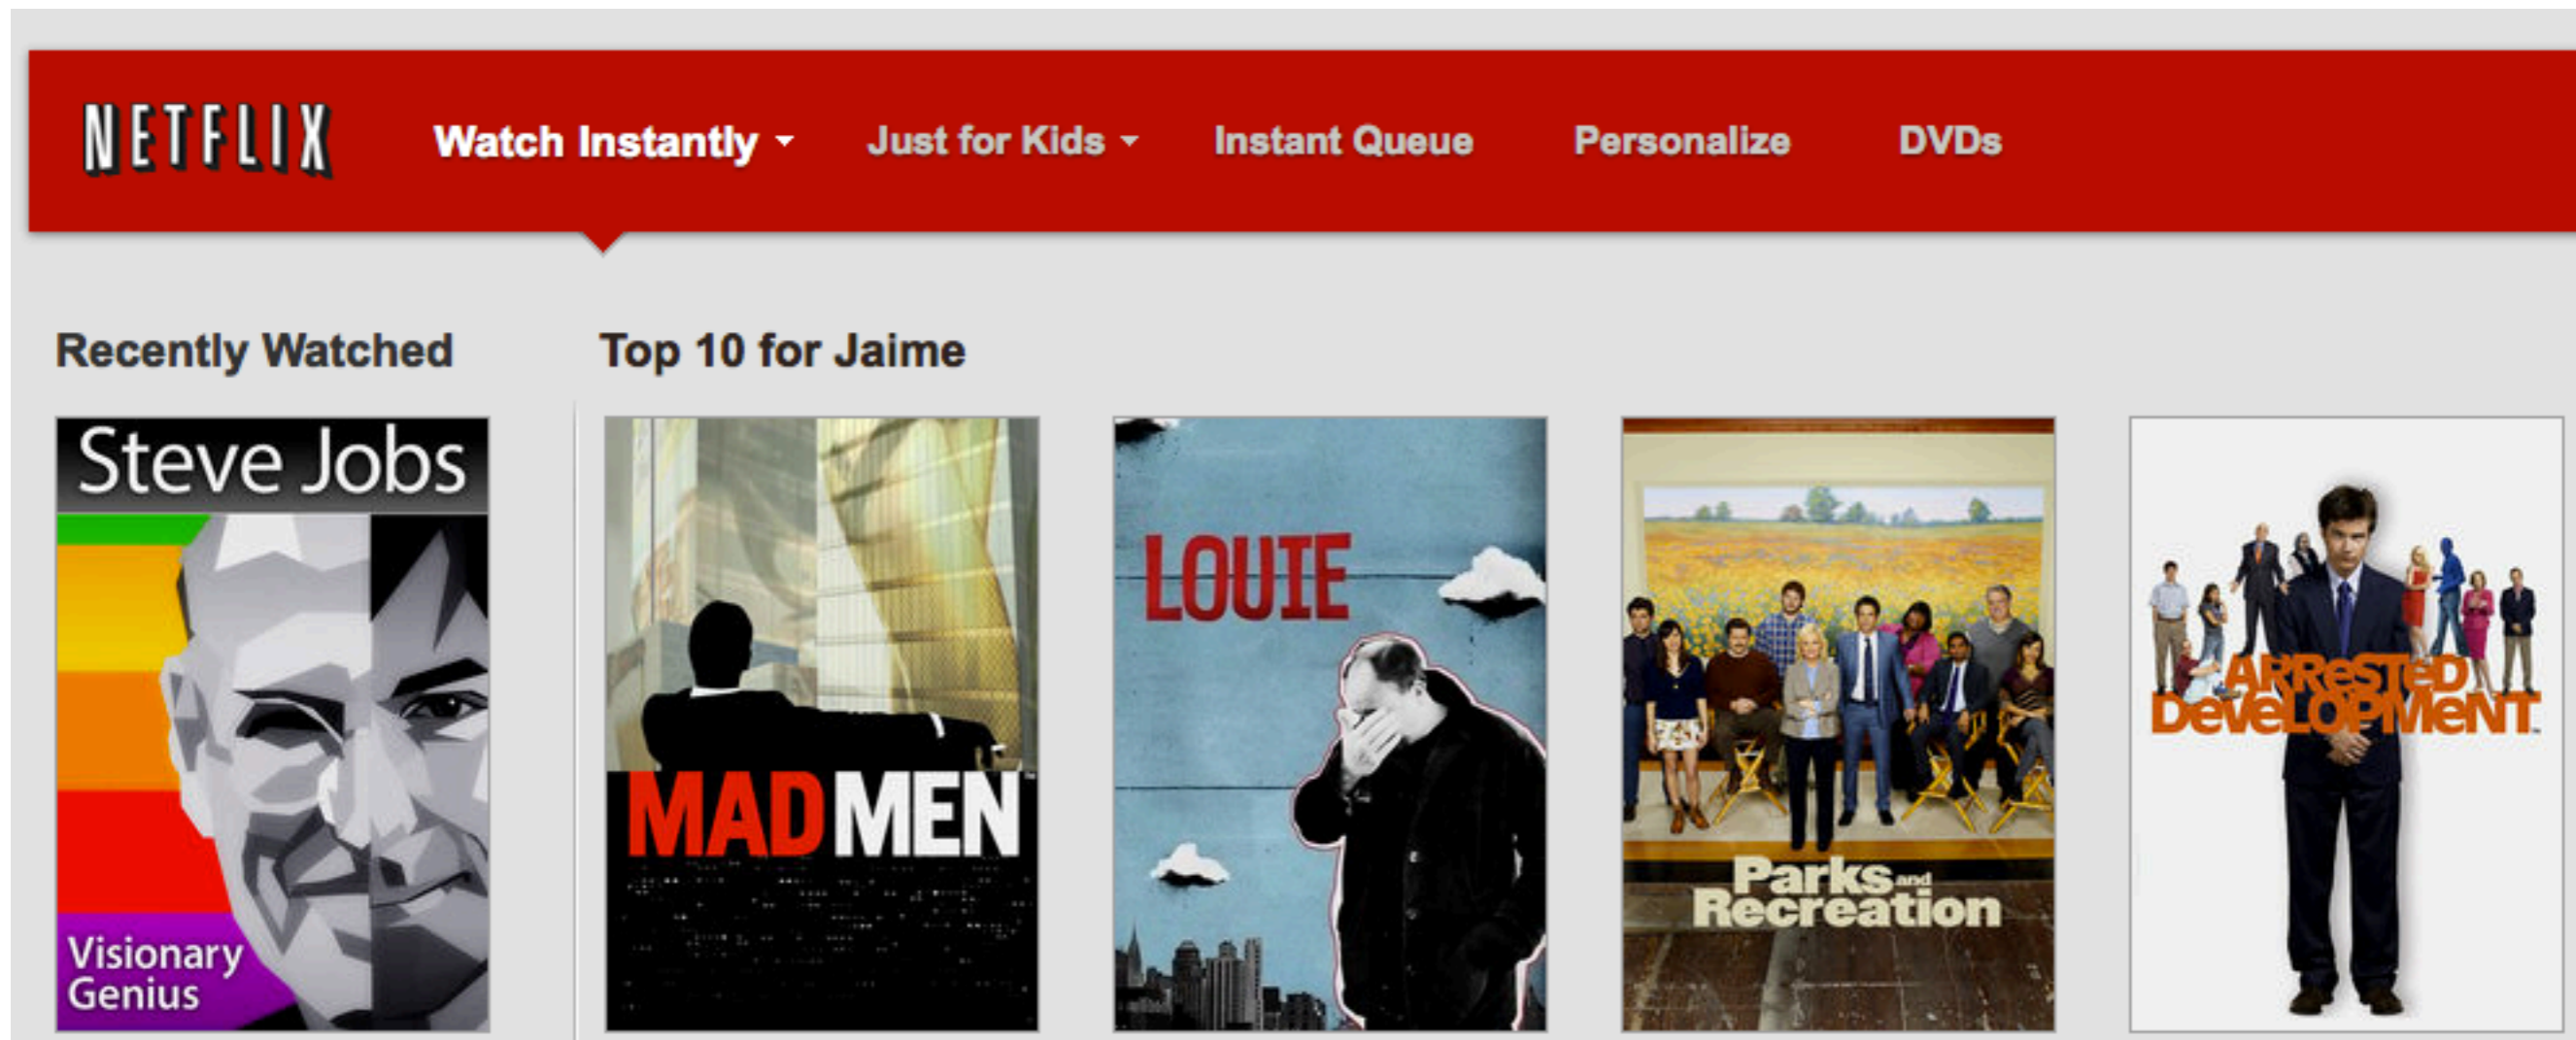 NETFLIX
Watch Instantly
Just for Kids
Instant Queue
Personalize
DVDs
Recently Watched
Top 10 for Jaime
Steve Jobs
Visionary
Genius
MAD MEN
LOUIE
Parks and
Recreation
ARReSTeD
DeveLOPMeNT